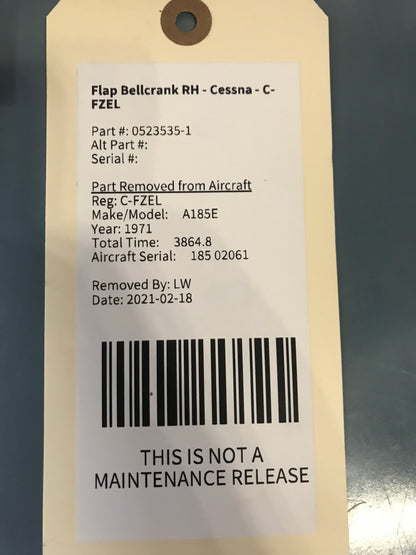 Flap Bellcrank RH - Cessna - C-
FZEL
Part #: 0523535-1
Alt Part #:
Serial #:
Part Removed from Aircraft
Reg: C-FZEL
Make/Model: A185E
Year: 1971
Total Time: 3864.8
Aircraft Serial: 185 02061
Removed By: LW
Date: 2021-02-18
THIS IS NOT A
MAINTENANCE RELEASE